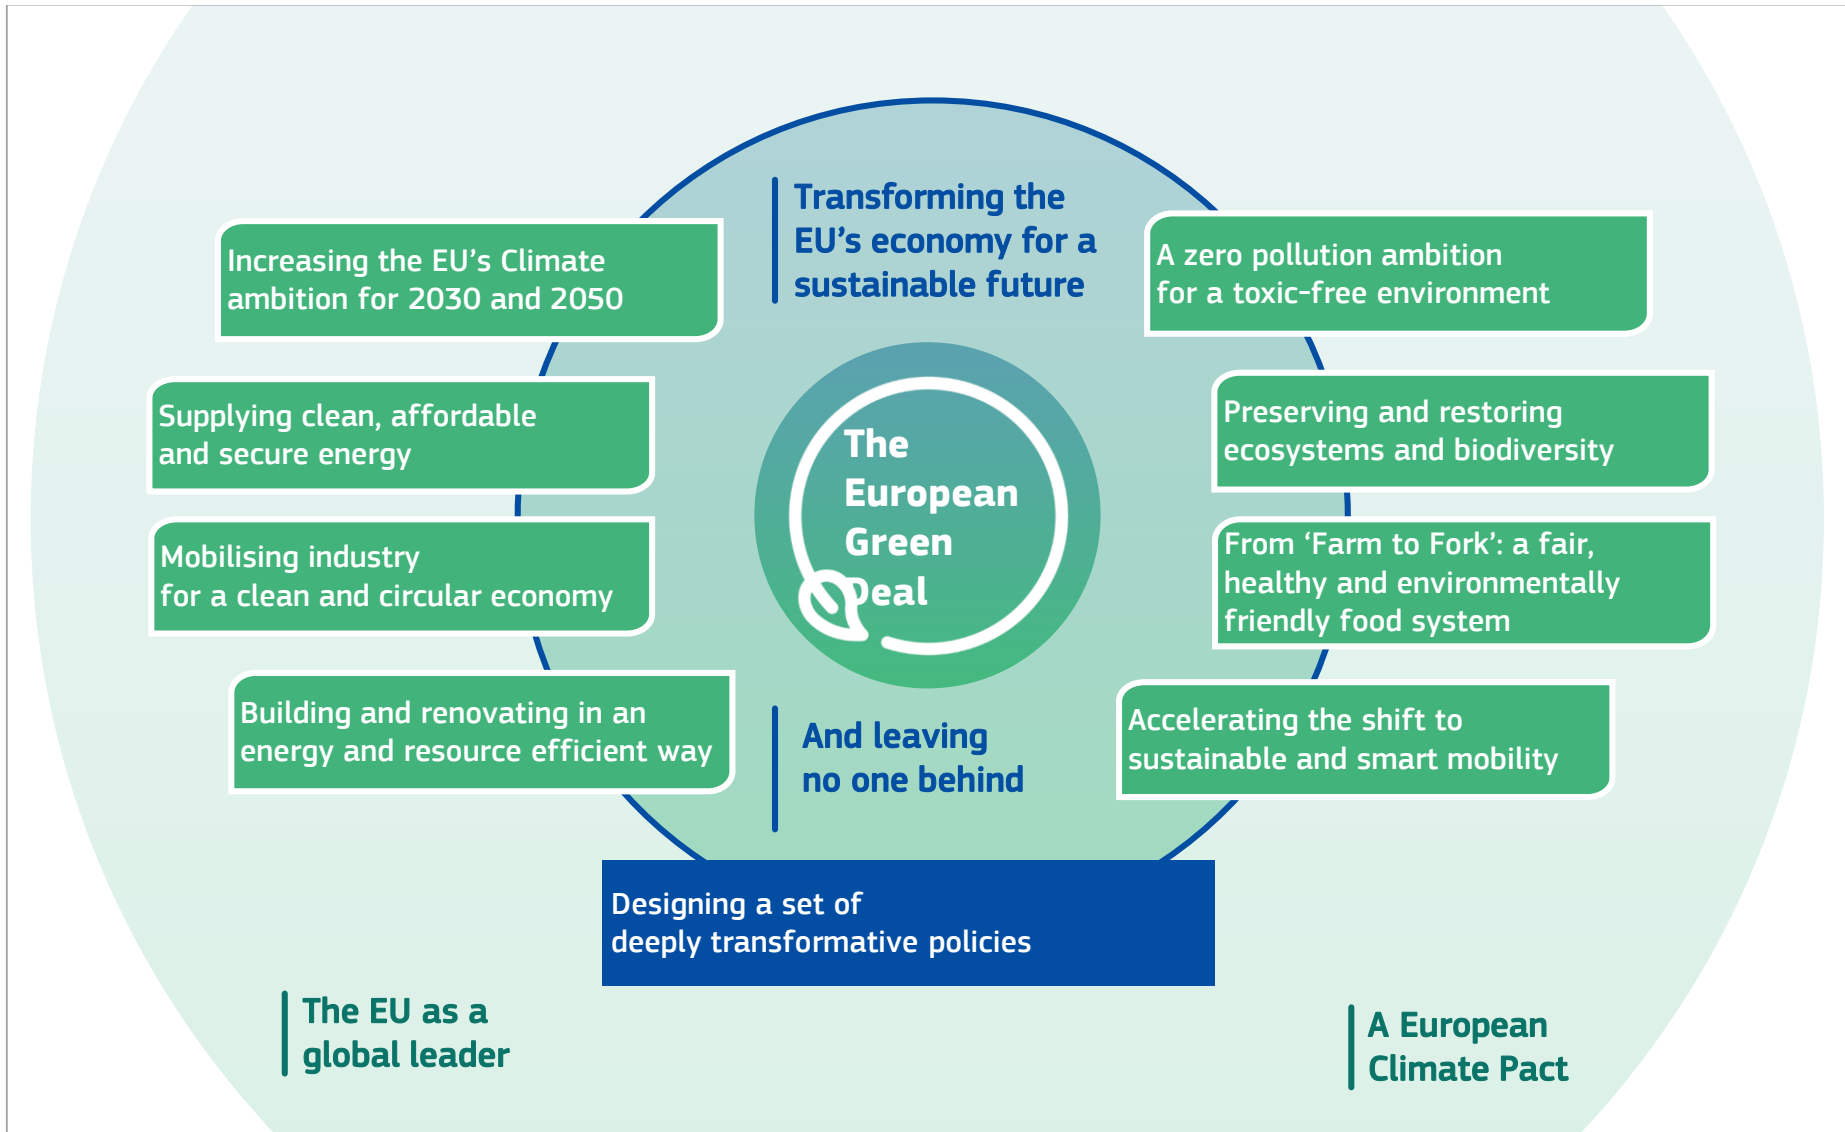 Transforming the
EU's economy for a
sustainable future
Increasing the EU's Climate
ambition for 2030 and 2050
Supplying clean, affordable
and secure energy
Mobilising industry
for a clean and circular economy
Building and renovating in an
energy and resource efficient way
The
European
Green
Deal
A zero pollution ambition
for a toxic-free environment
Preserving and restoring
ecosystems and biodiversity
From ‘Farm to Fork’: a fair,
healthy and environmentally
friendly food system
Accelerating the shift to
sustainable and smart mobility
And leaving
no one behind
Designing a set of
deeply transformative policies
The EU as a
global leader
A European
Climate Pact